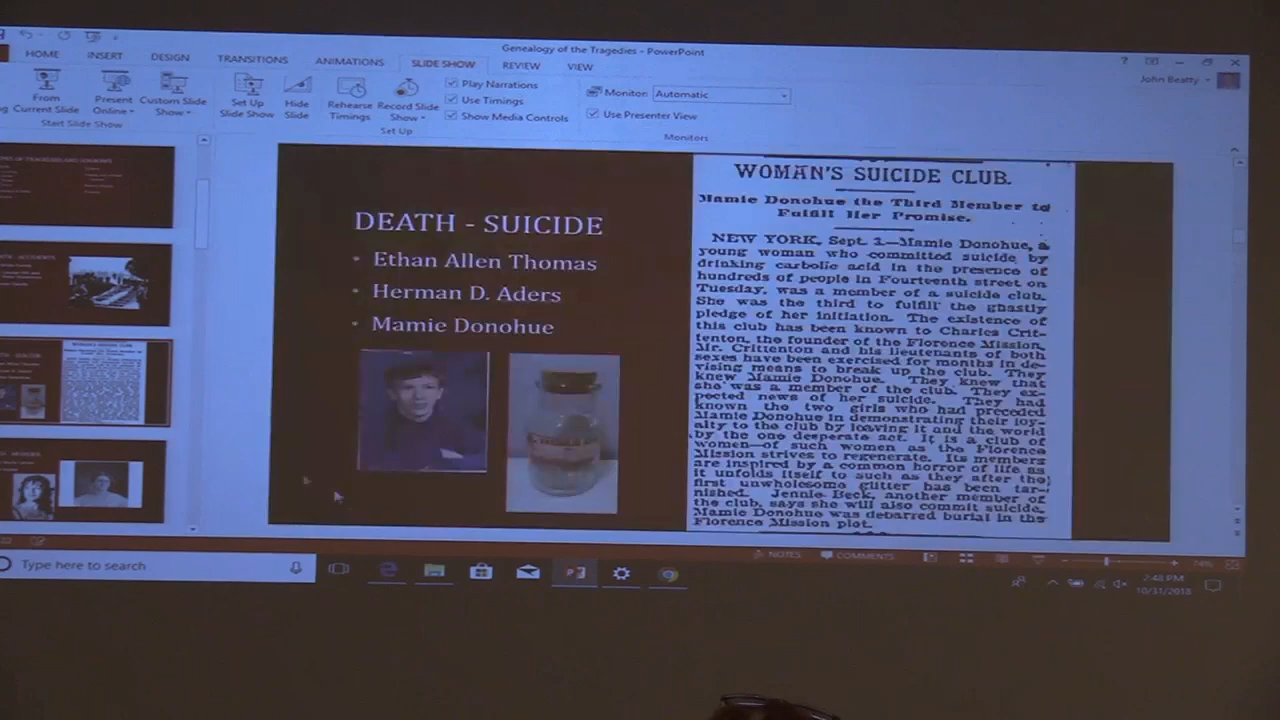 Genealogy of the Tragedies - PowerPoint
John Beatty
HOME INSERT DESIGN TRANSITIONS ANIMATIONS SLIDE SHOW REVIEW VIEW
From
Current Slide
Present
Online
Custom Slide
Show
Start Slide Show
Set Up
Slide Show
Hide
Slide
Rehearse
Timings
Record Slide
Show
Play Narrations
Use Timings
Show Media Controls
Set Up
Monitor: Automatic
Use Presenter View
Monitors
DEATH - SUICIDE
• Ethan Allen Thomas
• Herman D. Aders
• Mamie Donohue
WOMAN'S SUICIDE CLUB.
Mamie Donohue the Third Member to
Fulfill Her Promise.
NEW YORK, Sept. 2.—Mamie Donohue, a
young woman who committed suicide by
drinking carbolic acid in the presence of
hundreds of people in Fourteenth street on
Tuesday, was a member of a suicide club.
She was the third to fulfill the ghastly
pledge of her initiation. The existence of
this club has been known to Charles Crit-
tenton, the founder of the Florence Mission.
Mr. Crittenton and his lieutenants of both
sexes have been exercised for months in de-
vising means to break up the club. They
knew Mamie Donohue. They knew that
she was a member of the club. They ex-
pected news of her suicide. They had
known the two girls who had preceded
Mamie Donohue in demonstrating their loy-
alty to the club by leaving it and the world
by the one desperate act. It is a club of
women—of such women as the Florence
Mission strives to regenerate. Its members
are inspired by a common horror of life as
it unfolds itself to such as they after the
first unwholesome glitter has been tar-
nished. Jennie Beck, another member of
the club, says she will also commit suicide.
Mamie Donohue was debarred burial in the
Florence Mission plot.
NOTES COMMENTS 74%
Type here to search
2:48 PM
10/31/2018